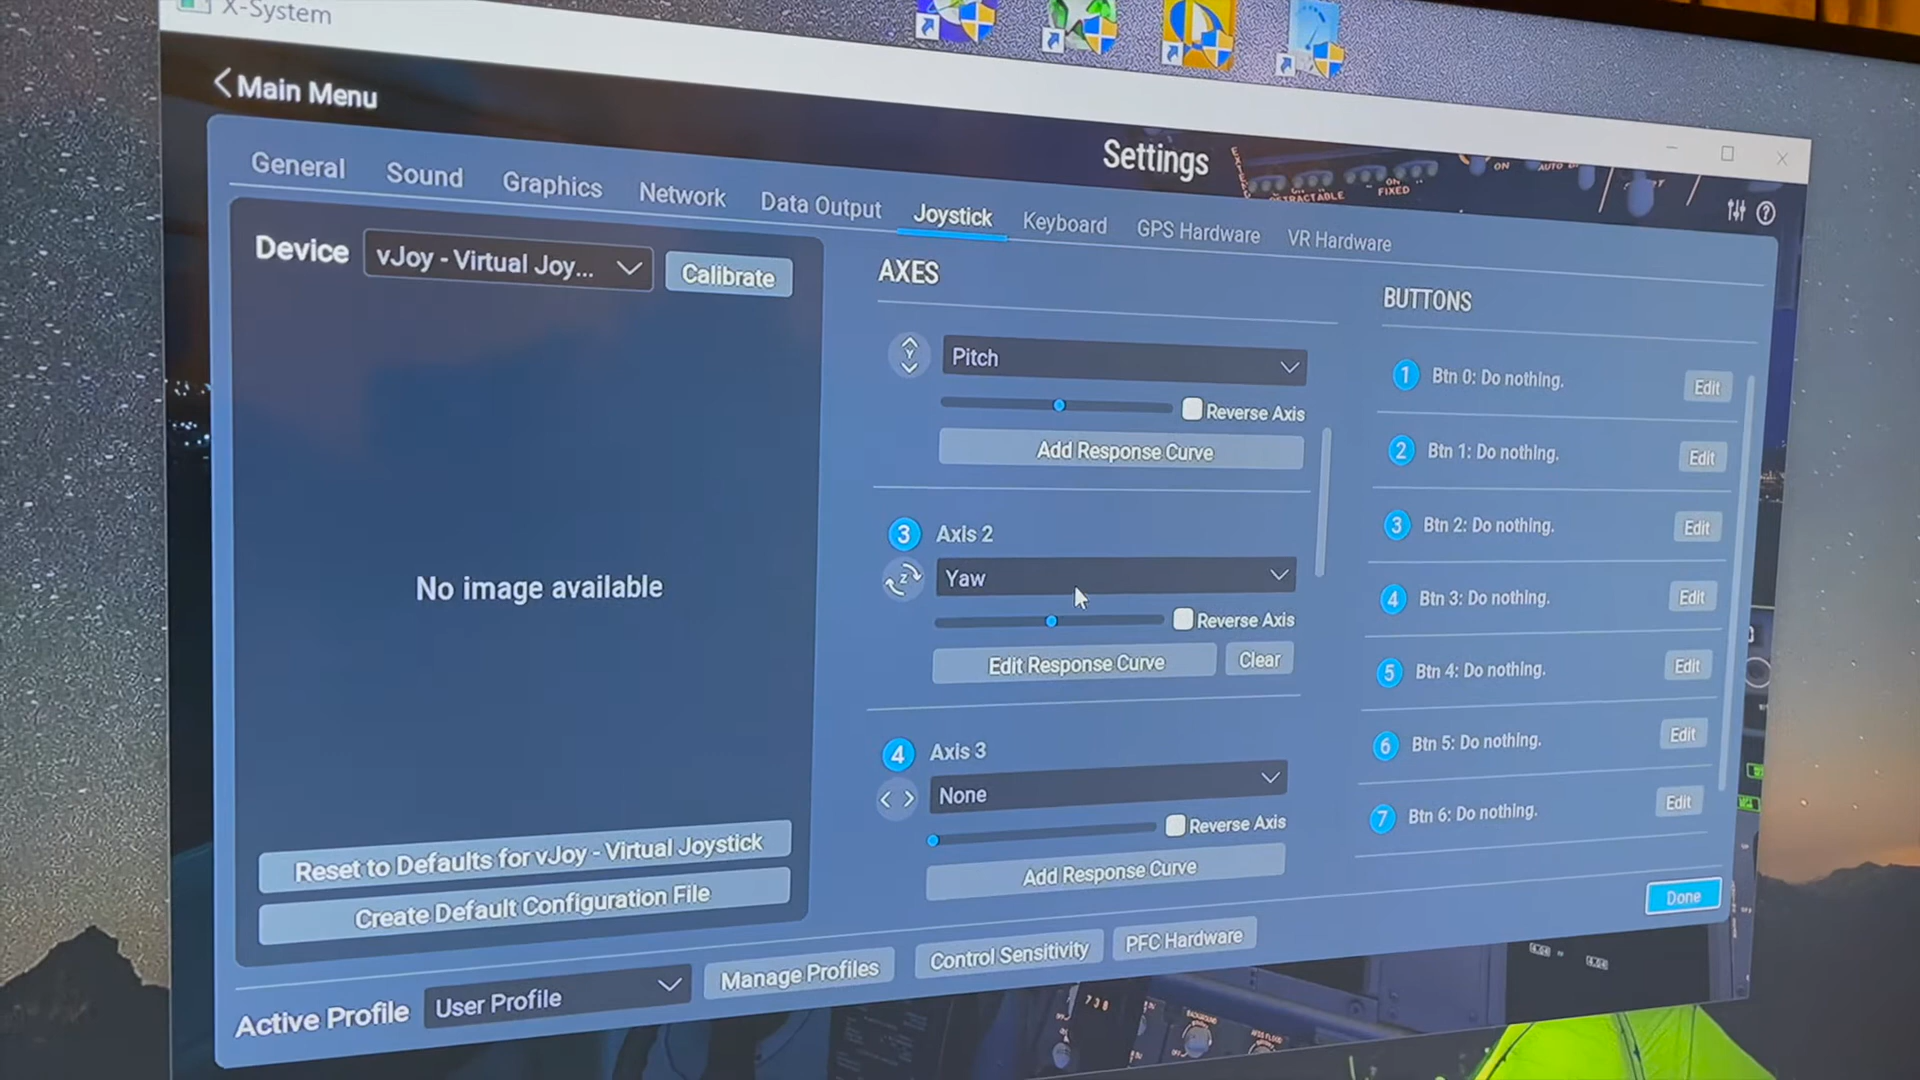 X-System
Main Menu
Settings
General
Sound
Graphics
Network
Data Output
Joystick
Keyboard
GPS Hardware
VR Hardware
Device
vJoy - Virtual Joy...
Calibrate
No image available
Reset to Defaults for vJoy - Virtual Joystick
Create Default Configuration File
AXES
Y
Pitch
Reverse Axis
Add Response Curve
3
Axis 2
Z
Yaw
Reverse Axis
Edit Response Curve
Clear
4
Axis 3
None
Reverse Axis
Add Response Curve
BUTTONS
1 Btn 0: Do nothing. Edit
2 Btn 1: Do nothing. Edit
3 Btn 2: Do nothing. Edit
4 Btn 3: Do nothing. Edit
5 Btn 4: Do nothing. Edit
6 Btn 5: Do nothing. Edit
7 Btn 6: Do nothing. Edit
Done
Active Profile
User Profile
Manage Profiles
Control Sensitivity
PFC Hardware
ON
FIXED
ON
738
BACKGROUND